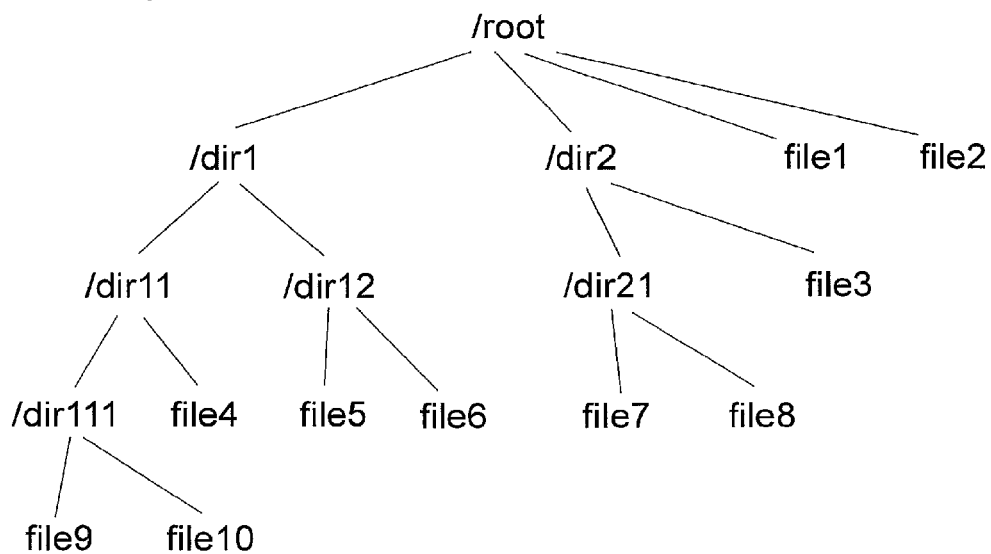 /root
/dir1 /dir2 file1 file2
/dir11 /dir12 /dir21 file3
/dir111 file4 file5 file6 file7 file8
file9 file10